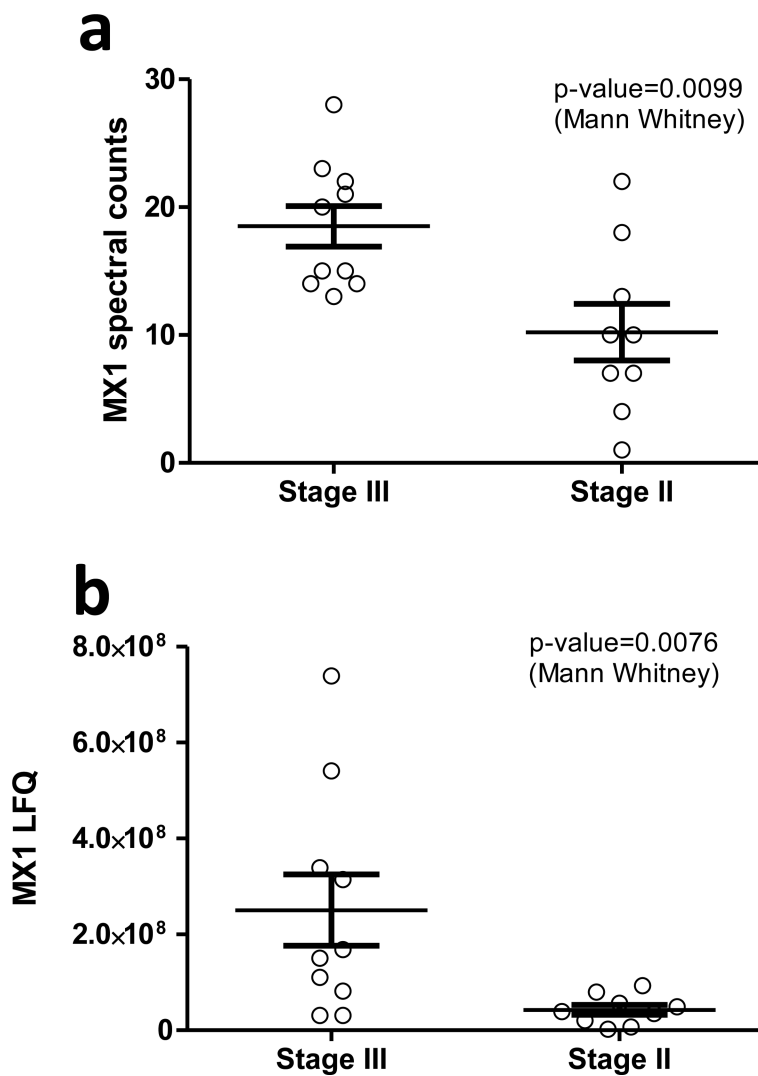 a
30
20
10
0
MX1 spectral counts
p-value=0.0099
(Mann Whitney)
Stage III
Stage II
b
8.0×10⁸
6.0×10⁸
4.0×10⁸
2.0×10⁸
0
MX1 LFQ
p-value=0.0076
(Mann Whitney)
Stage III
Stage II